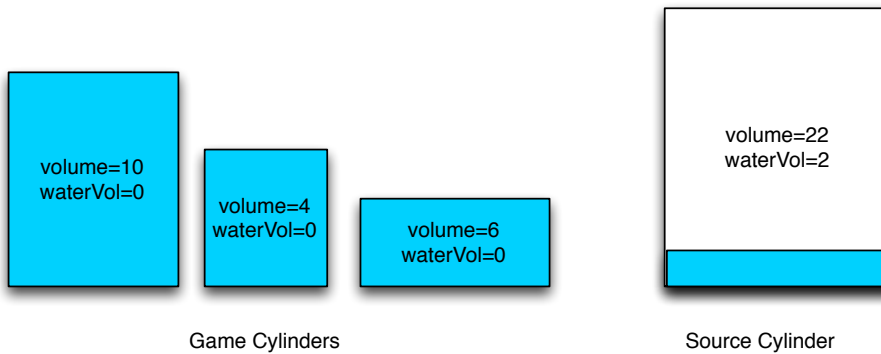 volume=10
waterVol=0
volume=4
waterVol=0
volume=6
waterVol=0
volume=22
waterVol=2
Game Cylinders
Source Cylinder